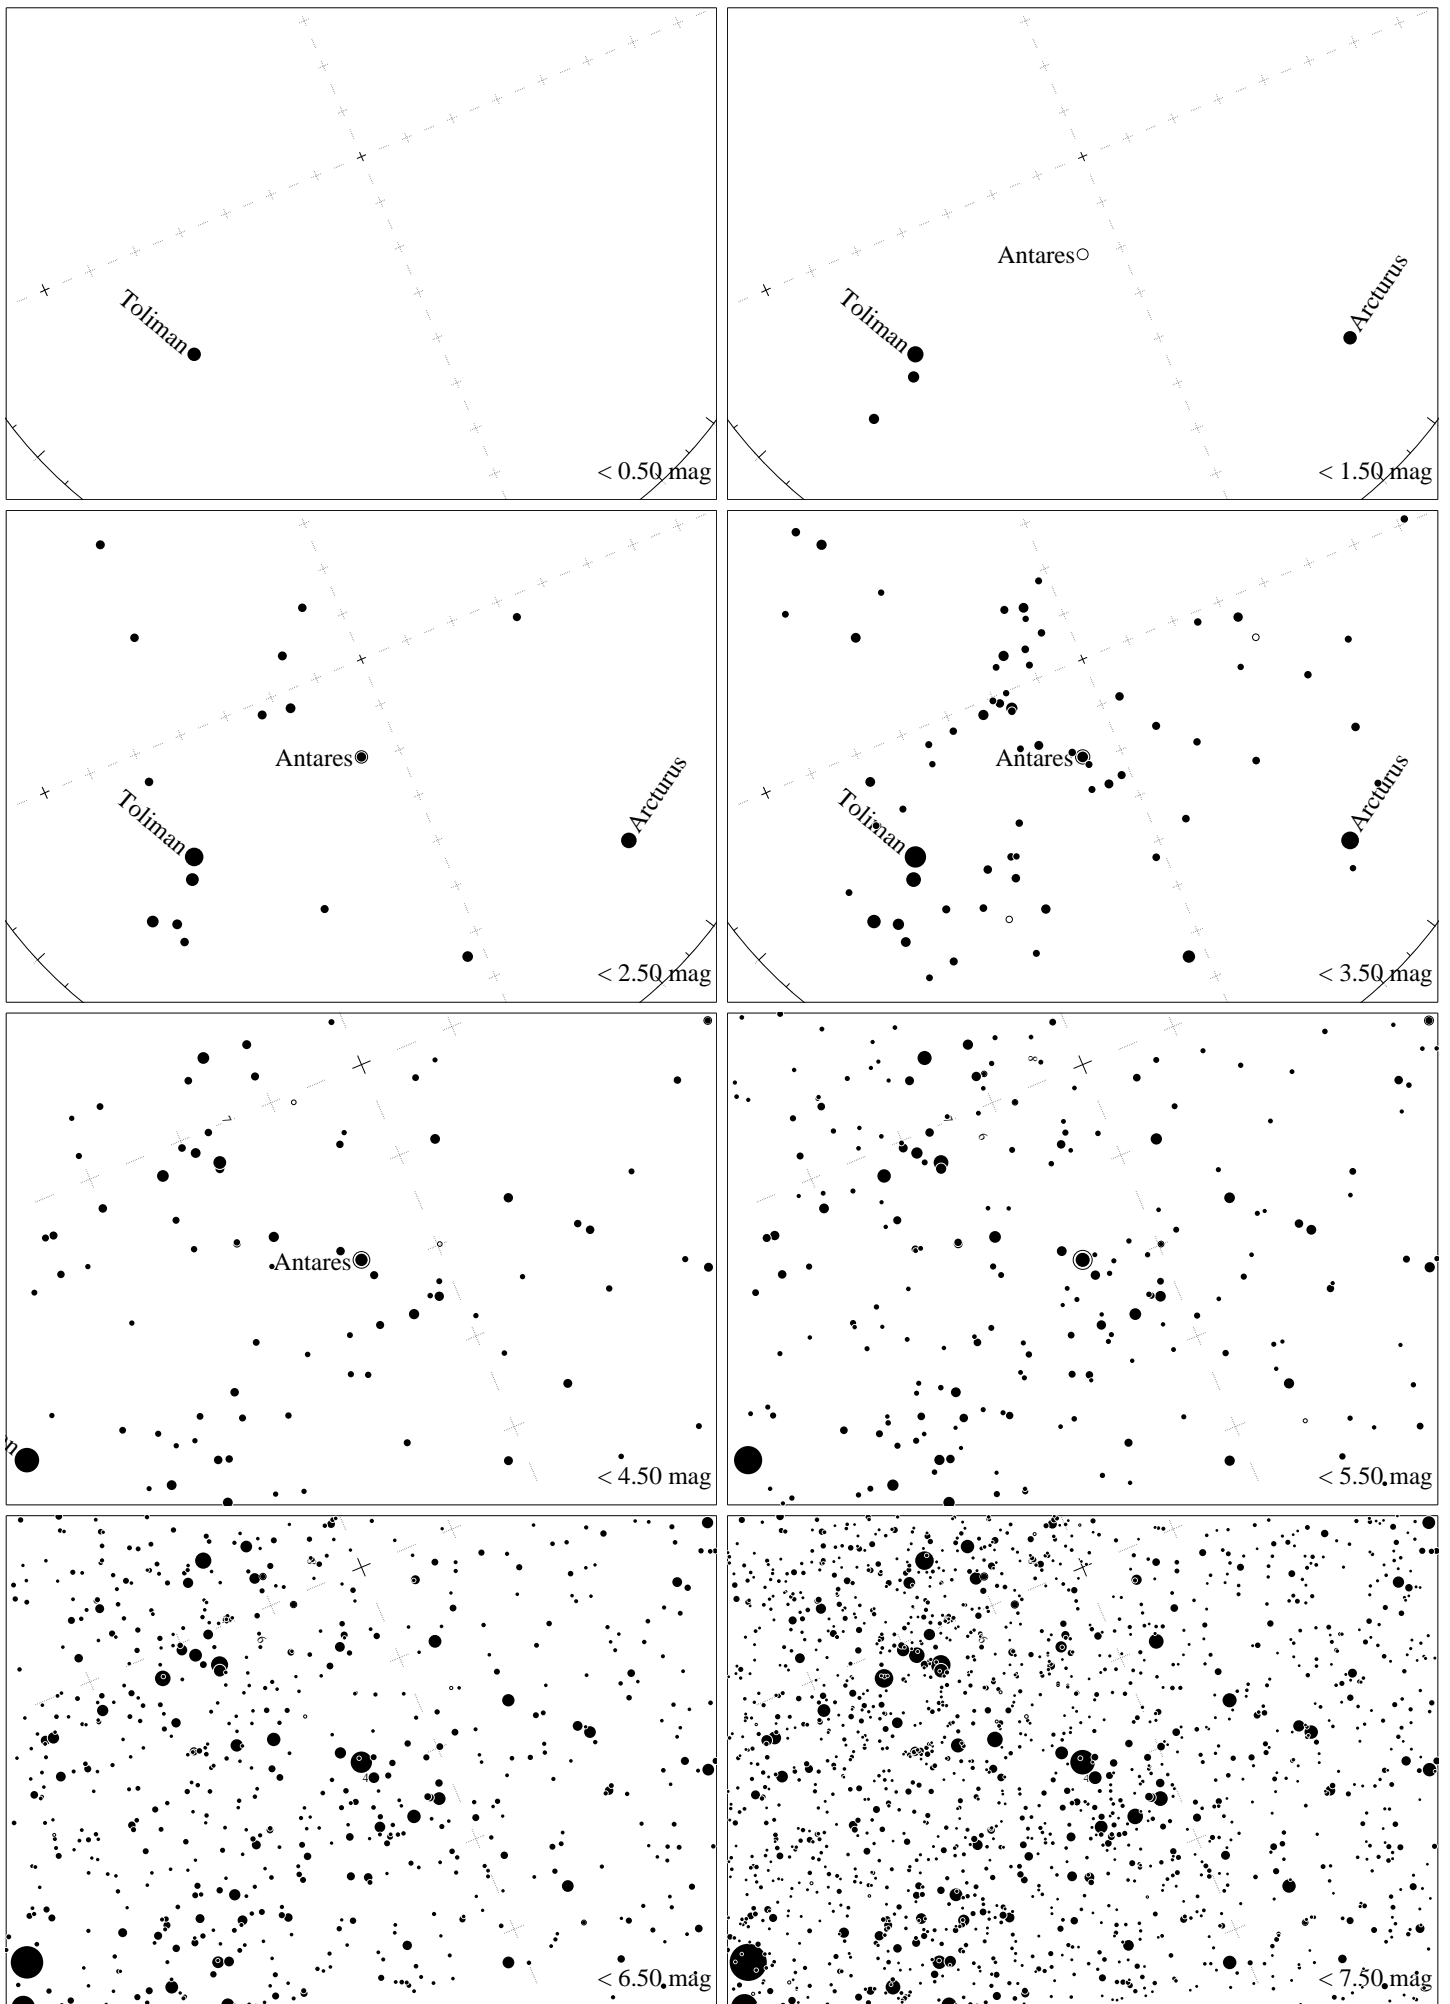 Toliman
< 0.50 mag
Antares
Toliman
Arcturus
< 1.50 mag
Antares
Toliman
Arcturus
< 2.50 mag
Antares
Toliman
Arcturus
< 3.50 mag
Antares
n
< 4.50 mag
< 5.50 mag
< 6.50 mag
< 7.50 mag